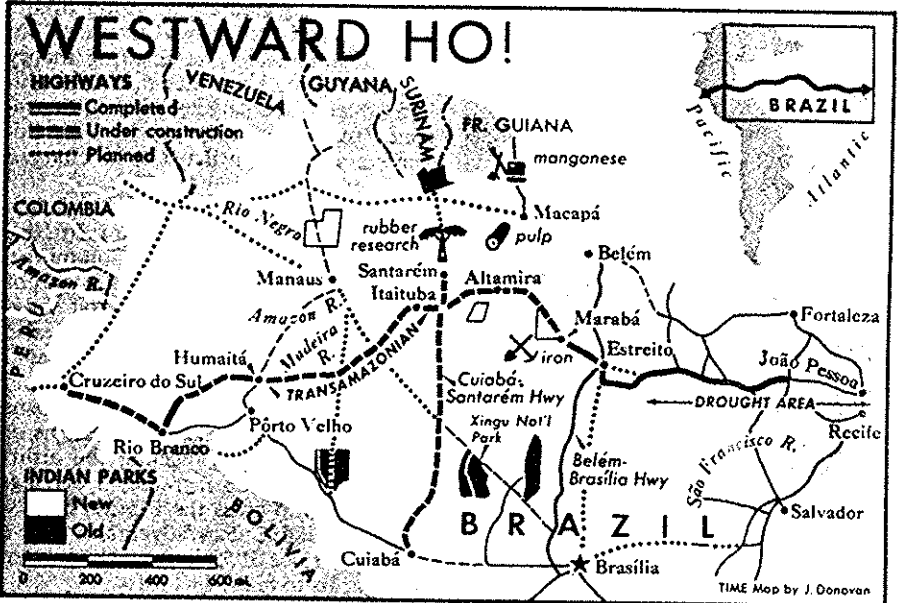 WESTWARD HO!
HIGHWAYS
Completed
Under construction
Planned
VENEZUELA
GUYANA
SURINAM
FR. GUIANA
manganese
BRAZIL
Pacific
Atlantic
COLOMBIA
Rio Negro
rubber
research
Macapá
pulp
Amazon R.
Manaus
Santarém
Itaituba
Altamira
Belém
Amazon R.
Madeira
R.
Marabá
Fortaleza
PERU
Humaitá
TRANSAMAZONIAN
iron
Estreito
João Pessoa
Cruzeiro do Sul
Cuiabá-
Santarém Hwy
DROUGHT AREA
Rio Branco
Pôrto Velho
Xingu Nat'l
Park
Recife
Belém-
Brasília Hwy
São Francisco R.
INDIAN PARKS
New
Old
BOLIVIA
BRAZIL
Salvador
Cuiabá
Brasília
0 200 400 600 mi.
TIME Map by J. Donovan